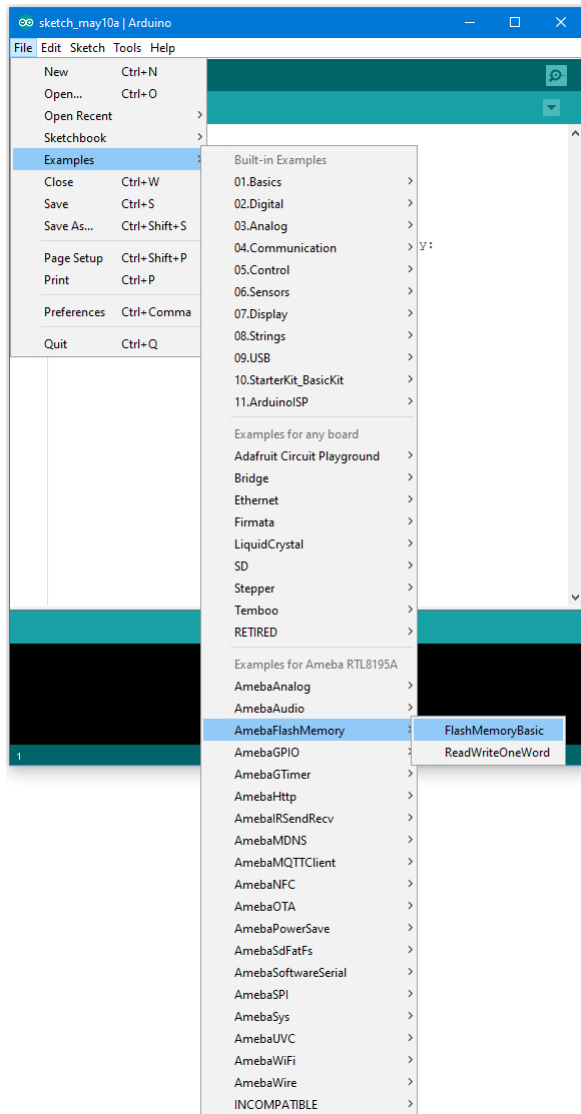 sketch_may10a | Arduino
File Edit Sketch Tools Help
New Ctrl+N
Open... Ctrl+O
Open Recent
Sketchbook
Examples
Close Ctrl+W
Save Ctrl+S
Save As... Ctrl+Shift+S
Page Setup Ctrl+Shift+P
Print Ctrl+P
Preferences Ctrl+Comma
Quit Ctrl+Q
Built-in Examples
01.Basics
02.Digital
03.Analog
04.Communication
05.Control
06.Sensors
07.Display
08.Strings
09.USB
10.StarterKit_BasicKit
11.ArduinoISP
Examples for any board
Adafruit Circuit Playground
Bridge
Ethernet
Firmata
LiquidCrystal
SD
Stepper
Temboo
RETIRED
Examples for Ameba RTL8195A
AmebaAnalog
AmebaAudio
AmebaFlashMemory
AmebaGPIO
AmebaGTimer
AmebaHttp
AmebaIRSendRecv
AmebaMDNS
AmebaMQTTClient
AmebaNFC
AmebaOTA
AmebaPowerSave
AmebaSdFatFs
AmebaSoftwareSerial
AmebaSPI
AmebaSys
AmebaUVC
AmebaWiFi
AmebaWire
INCOMPATIBLE
FlashMemoryBasic
ReadWriteOneWord
y:
1